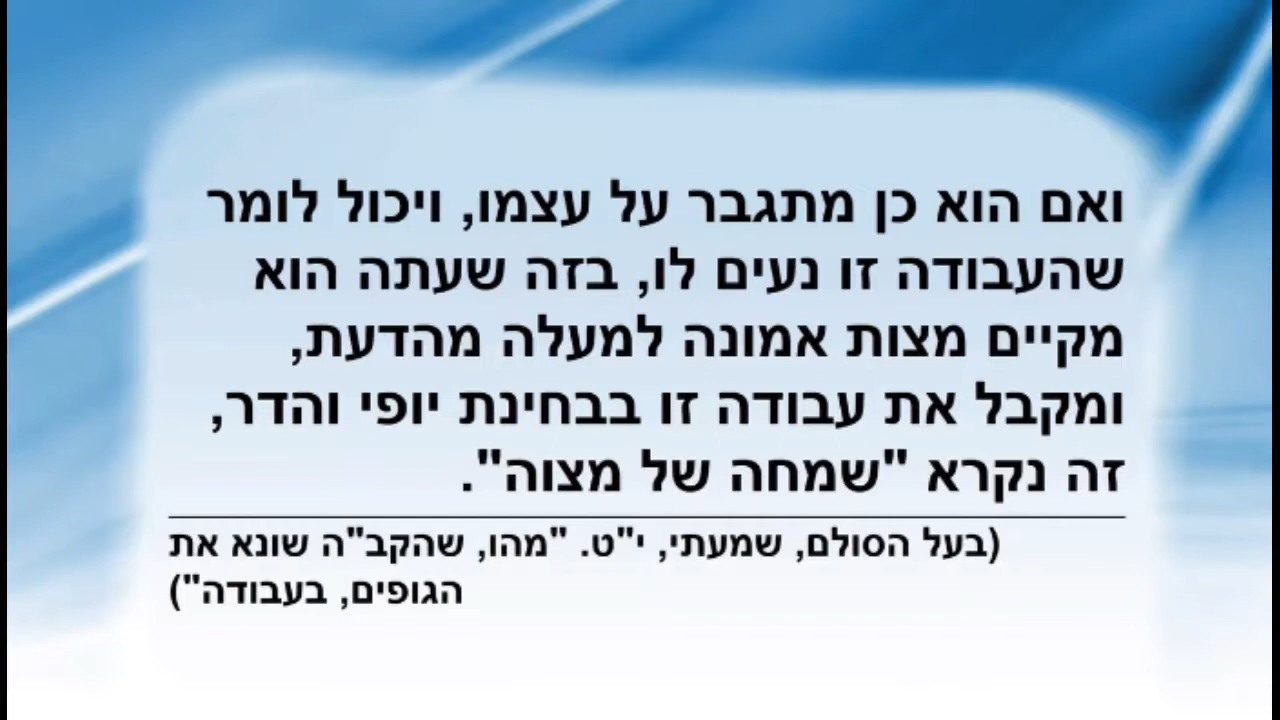 ואם הוא כן מתגבר על עצמו, ויכול לומר
שהעבודה זו נעים לו, בזה שעתה הוא
מקיים מצות אמונה למעלה מהדעת,
ומקבל את עבודה זו בבחינת יופי והדר,
זה נקרא "שמחה של מצוה".
(בעל הסולם, שמעתי, י"ט. "מהו, שהקב"ה שונא את
הגופים, בעבודה")